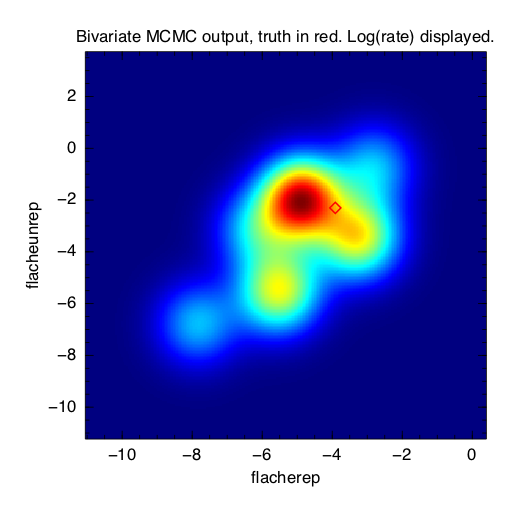 Bivariate MCMC output, truth in red. Log(rate) displayed.
2
0
−2
−4
−6
−8
−10
flacheunrep
−10 −8 −6 −4 −2 0
flacherep